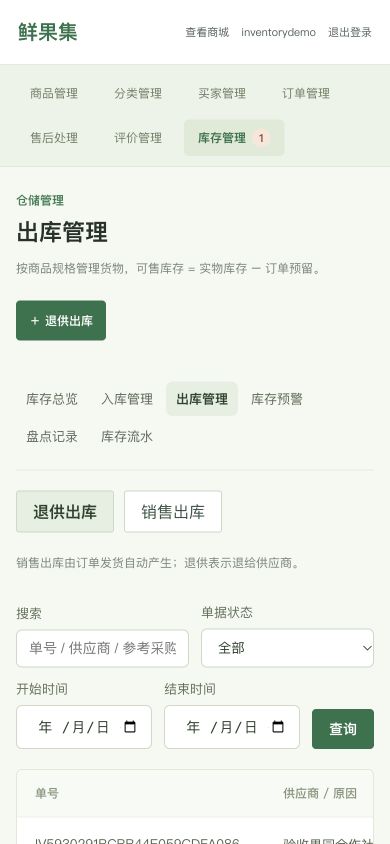 鲜果集 查看商城 inventorydemo 退出登录
商品管理 分类管理 买家管理 订单管理
售后处理 评价管理 库存管理 1
仓储管理
出库管理
按商品规格管理货物，可售库存 = 实物库存 − 订单预留。
+ 退供出库
库存总览 入库管理 出库管理 库存预警
盘点记录 库存流水
退供出库 销售出库
销售出库由订单发货自动产生；退供表示退给供应商。
搜索 单据状态
单号 / 供应商 / 参考采购 全部
开始时间 结束时间
年 /月/日 年 /月/日 查询
单号 供应商 / 原因